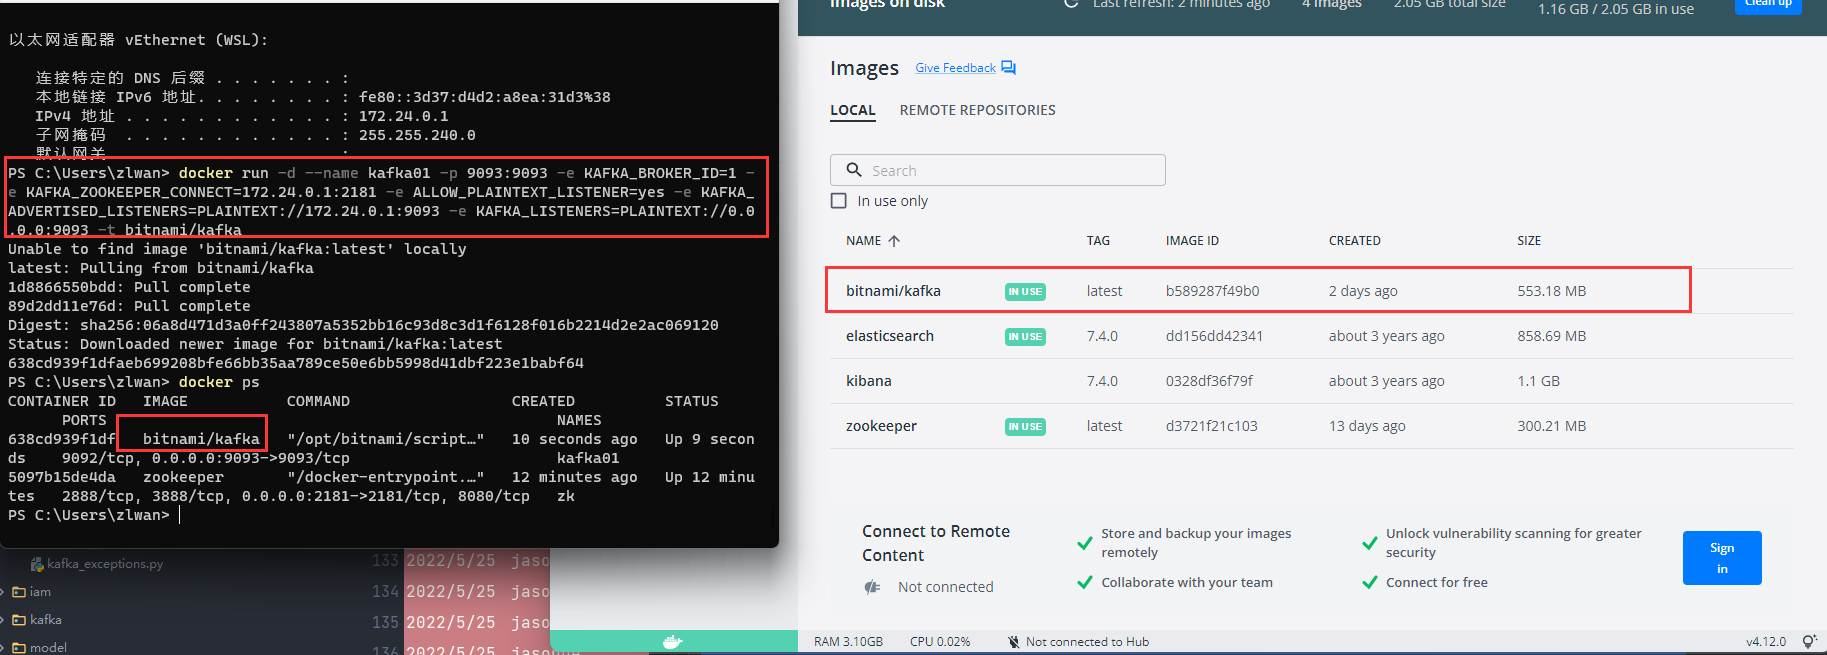 以太网适配器 vEthernet (WSL):
连接特定的 DNS 后缀 . . . . . . . :
本地链接 IPv6 地址. . . . . . . . : fe80::3d37:d4d2:a8ea:31d3%38
IPv4 地址 . . . . . . . . . . . . : 172.24.0.1
子网掩码 . . . . . . . . . . . . : 255.255.240.0
默认网关 :
PS C:\Users\zlwan> docker run -d --name kafka01 -p 9093:9093 -e KAFKA_BROKER_ID=1 -
e KAFKA_ZOOKEEPER_CONNECT=172.24.0.1:2181 -e ALLOW_PLAINTEXT_LISTENER=yes -e KAFKA_
ADVERTISED_LISTENERS=PLAINTEXT://172.24.0.1:9093 -e KAFKA_LISTENERS=PLAINTEXT://0.0
.0.0:9093 -t bitnami/kafka
Unable to find image 'bitnami/kafka:latest' locally
latest: Pulling from bitnami/kafka
1d8866550bdd: Pull complete
89d2dd11e76d: Pull complete
Digest: sha256:06a8d471d3a0ff243807a5352bb16c93d8c3d1f6128f016b2214d2e2ac069120
Status: Downloaded newer image for bitnami/kafka:latest
638cd939f1dfaeb699208bfe66bb35aa789ce50e6bb5998d41dbf223e1babf64
PS C:\Users\zlwan> docker ps
CONTAINER ID IMAGE COMMAND CREATED STATUS
PORTS NAMES
638cd939f1df bitnami/kafka "/opt/bitnami/script…" 10 seconds ago Up 9 secon
ds 9092/tcp, 0.0.0.0:9093->9093/tcp kafka01
5097b15de4da zookeeper "/docker-entrypoint.…" 12 minutes ago Up 12 minu
tes 2888/tcp, 3888/tcp, 0.0.0.0:2181->2181/tcp, 8080/tcp zk
PS C:\Users\zlwan>
kafka_exceptions.py
iam
kafka
model
133 2022/5/25 jaso
134 2022/5/25 jaso
135 2022/5/25 jaso
136 2022/5/25
Images on disk
Last refresh: 2 minutes ago
4 images
2.05 GB total size
1.16 GB / 2.05 GB in use
Clean up
Images Give Feedback
LOCAL REMOTE REPOSITORIES
Search
In use only
NAME TAG IMAGE ID CREATED SIZE
bitnami/kafka IN USE latest b589287f49b0 2 days ago 553.18 MB
elasticsearch IN USE 7.4.0 dd156dd42341 about 3 years ago 858.69 MB
kibana 7.4.0 0328df36f79f about 3 years ago 1.1 GB
zookeeper IN USE latest d3721f21c103 13 days ago 300.21 MB
Connect to Remote
Content
Not connected
Store and backup your images
remotely
Collaborate with your team
Unlock vulnerability scanning for greater
security
Connect for free
Sign
in
RAM 3.10GB CPU 0.02% Not connected to Hub v4.12.0